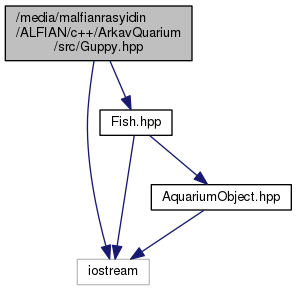 /media/malfianrasyidin
/ALFIAN/c++/ArkavQuarium
/src/Guppy.hpp
Fish.hpp
AquariumObject.hpp
iostream